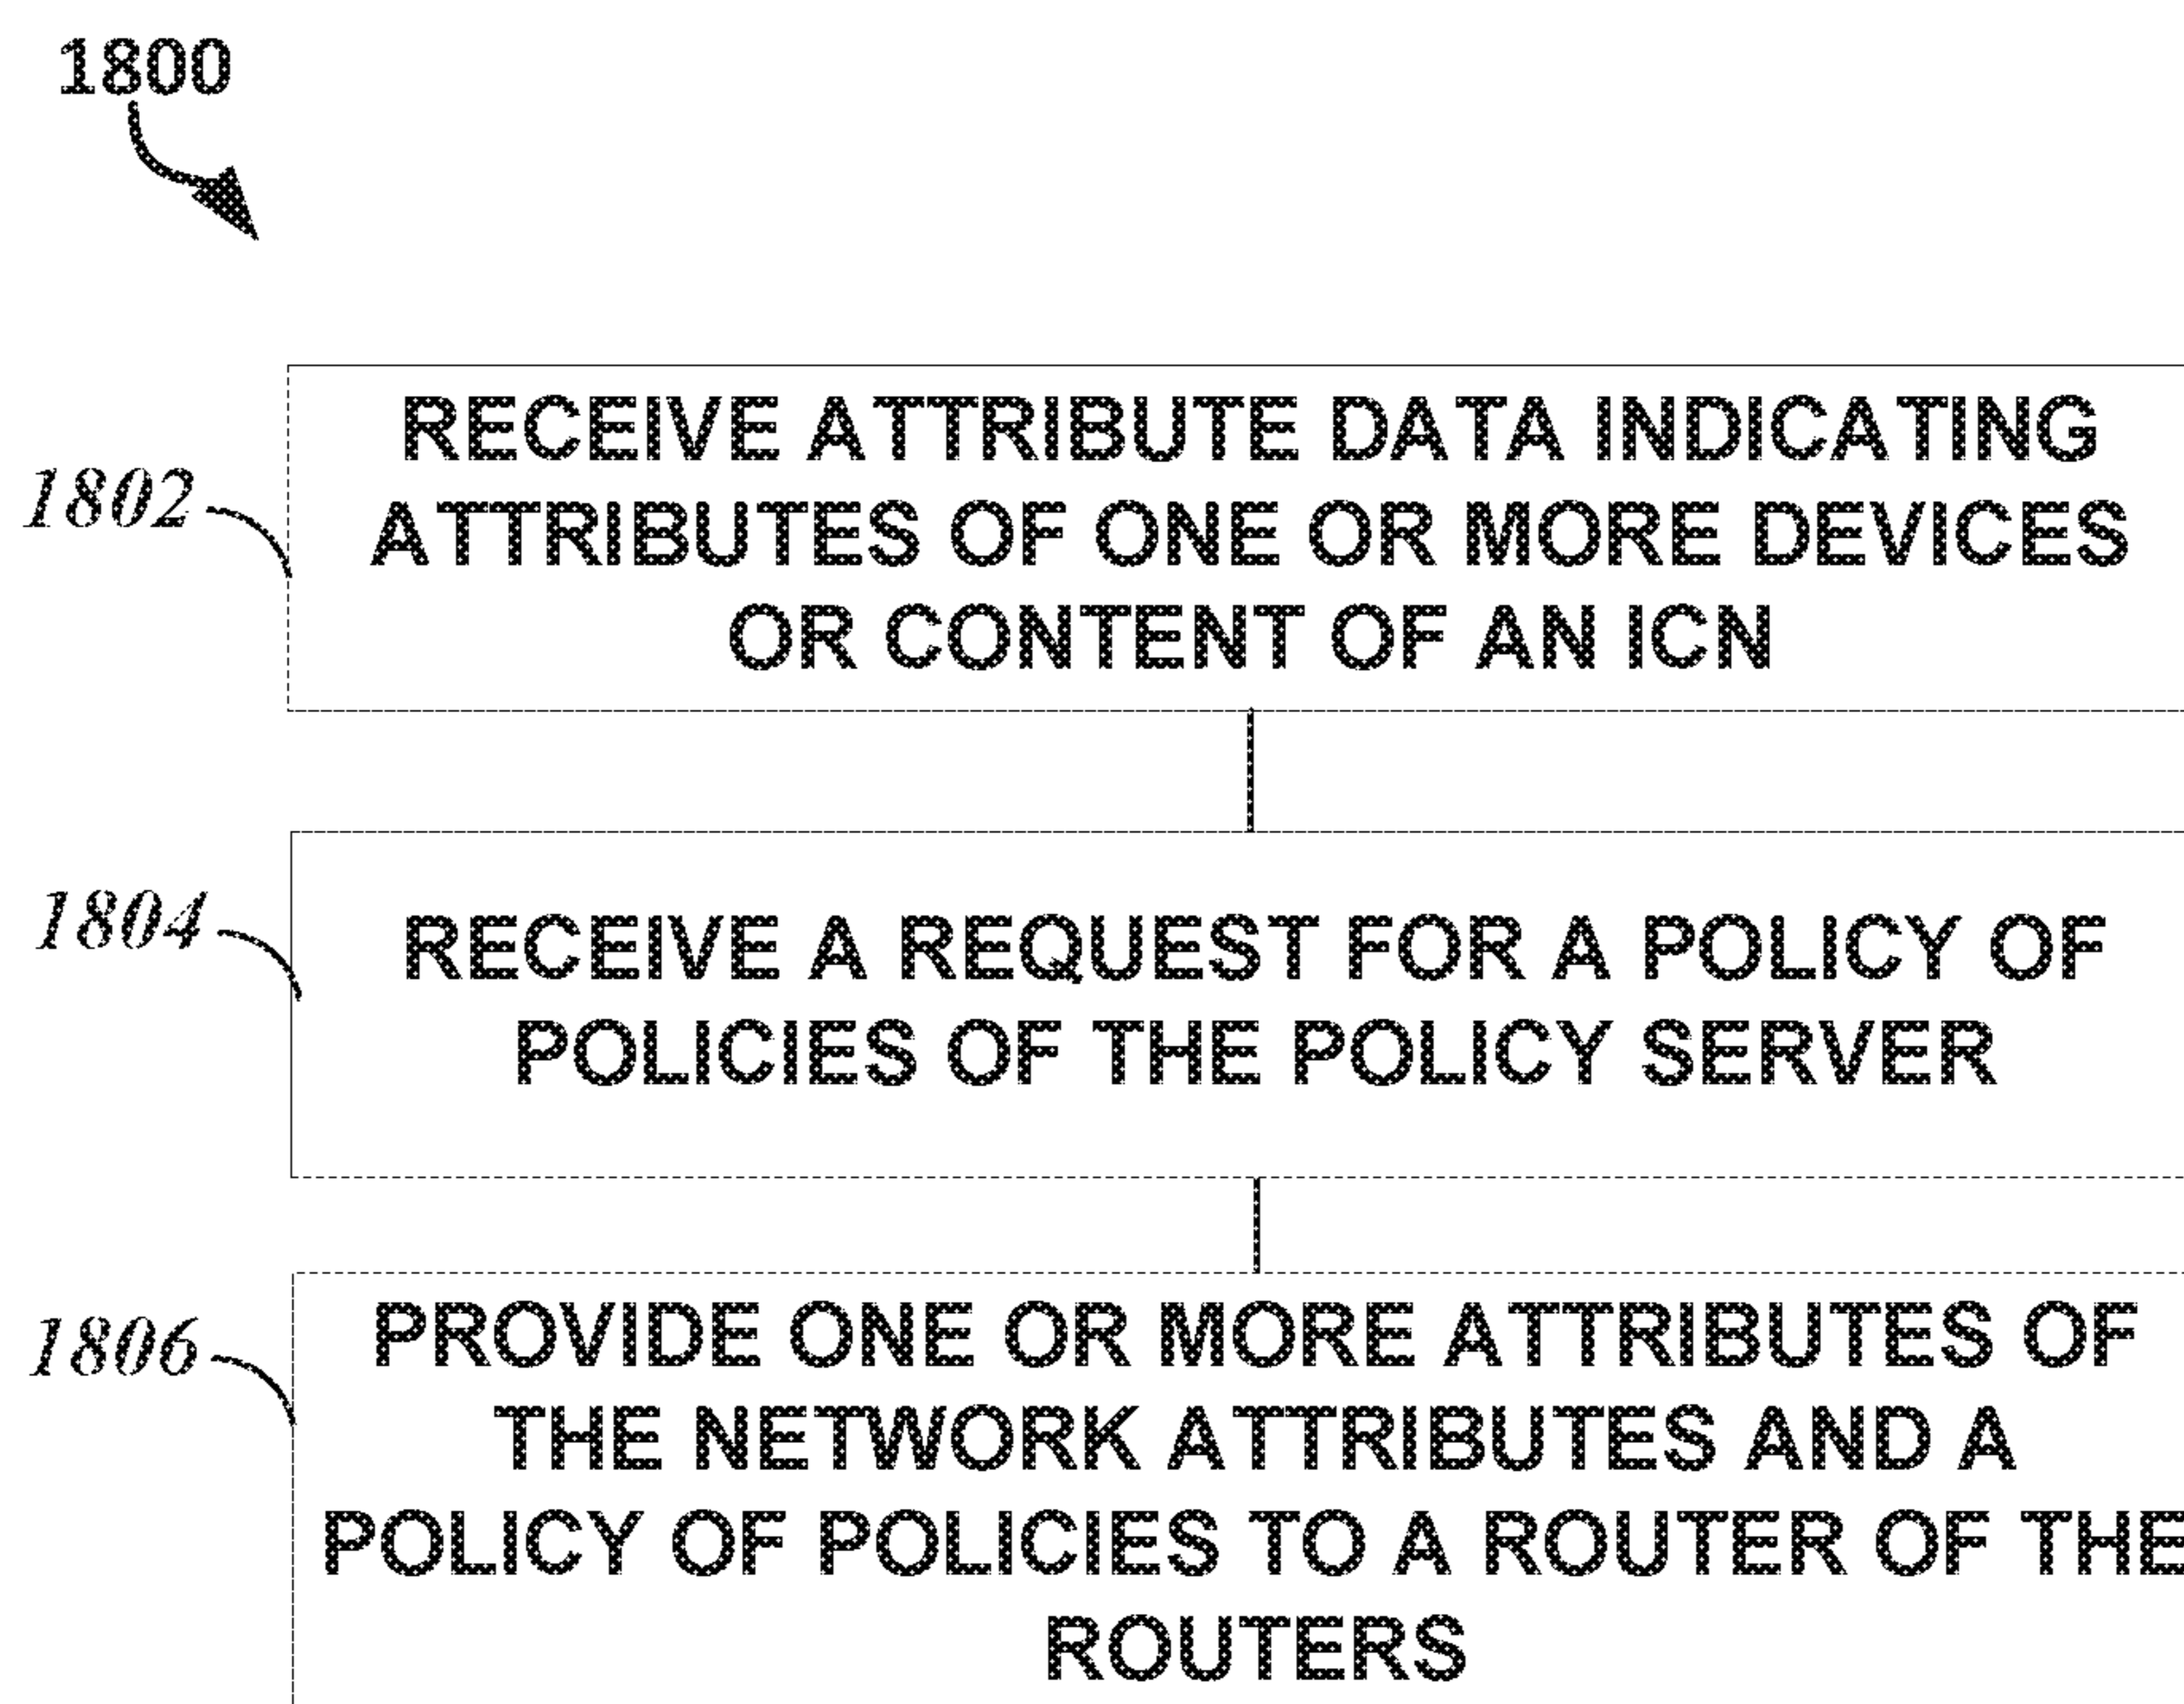 1800
RECEIVE ATTRIBUTE DATA INDICATING
1802
ATTRIBUTES OF ONE OR MORE DEVICES
OR CONTENT OF AN ICN
1804
RECEIVE A REQUEST FOR A POLICY OF
POLICIES OF THE POLICY SERVER
1806
PROVIDE ONE OR MORE ATTRIBUTES OF
THE NETWORK ATTRIBUTES AND A
POLICY OF POLICIES TO A ROUTER OF THE
ROUTERS